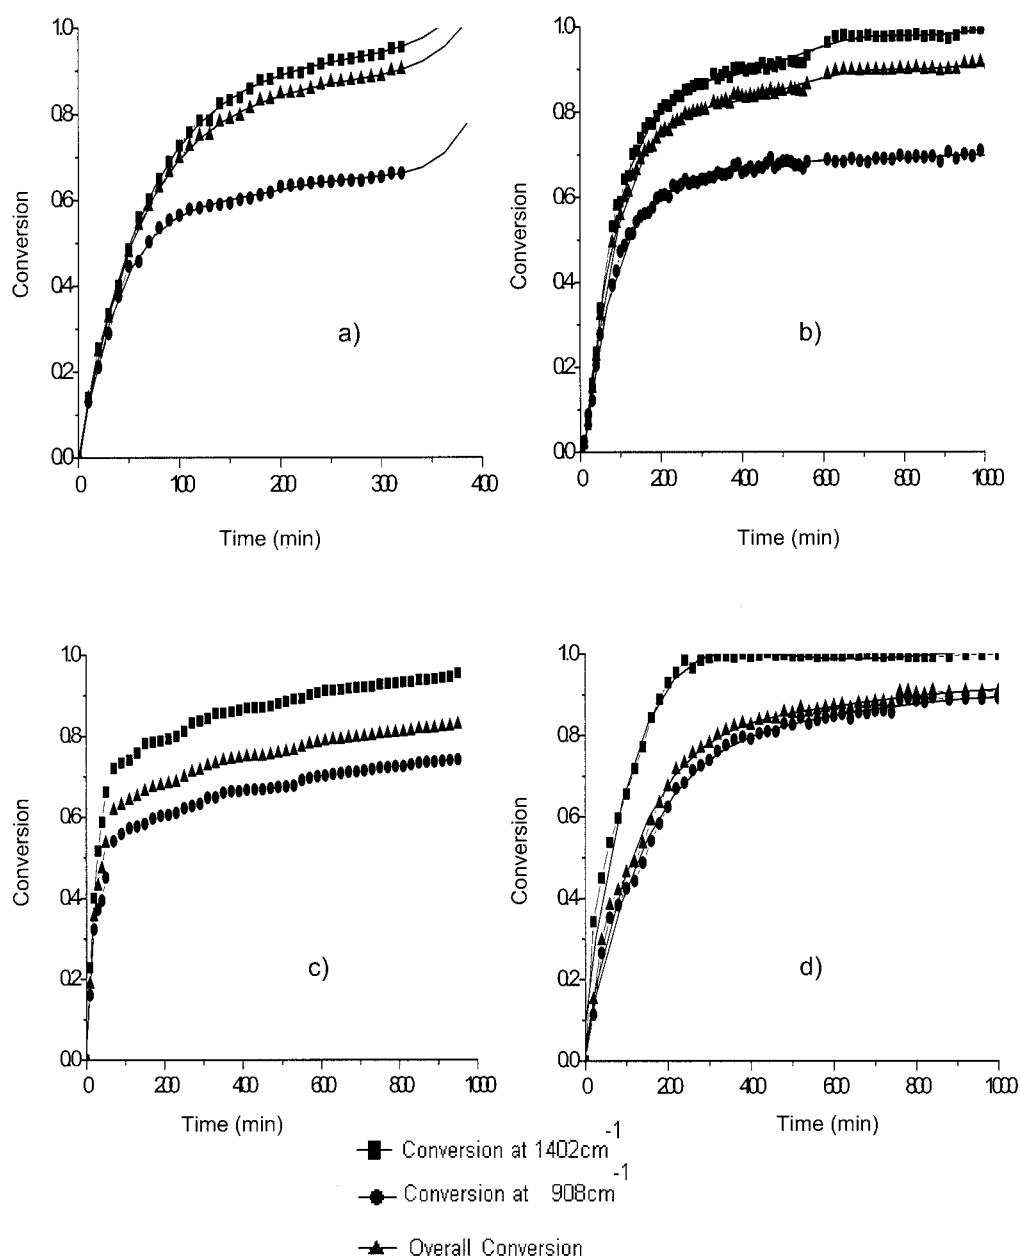 1.0
0.8
0.6
0.4
0.2
0.0
Conversion
0 100 200 300 400
Time (min)
a)
1.0
0.8
0.6
0.4
0.2
0.0
Conversion
0 200 400 600 800 1000
Time (min)
b)
1.0
0.8
0.6
0.4
0.2
0.0
Conversion
0 200 400 600 800 1000
Time (min)
c)
1.0
0.8
0.6
0.4
0.2
0.0
Conversion
0 200 400 600 800 1000
Time (min)
d)
Conversion at 1402cm-1
Conversion at 908cm-1
Overall Conversion